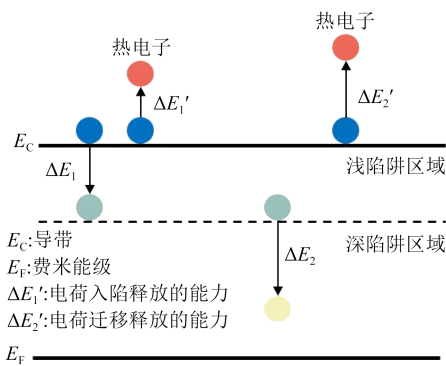 热电子
热电子
ΔE₁′
ΔE₂′
E_C
ΔE₁
浅陷阱区域
深陷阱区域
E_C:导带
E_F:费米能级
ΔE₂
ΔE₁′:电荷入陷释放的能力
ΔE₂′:电荷迁移释放的能力
E_F